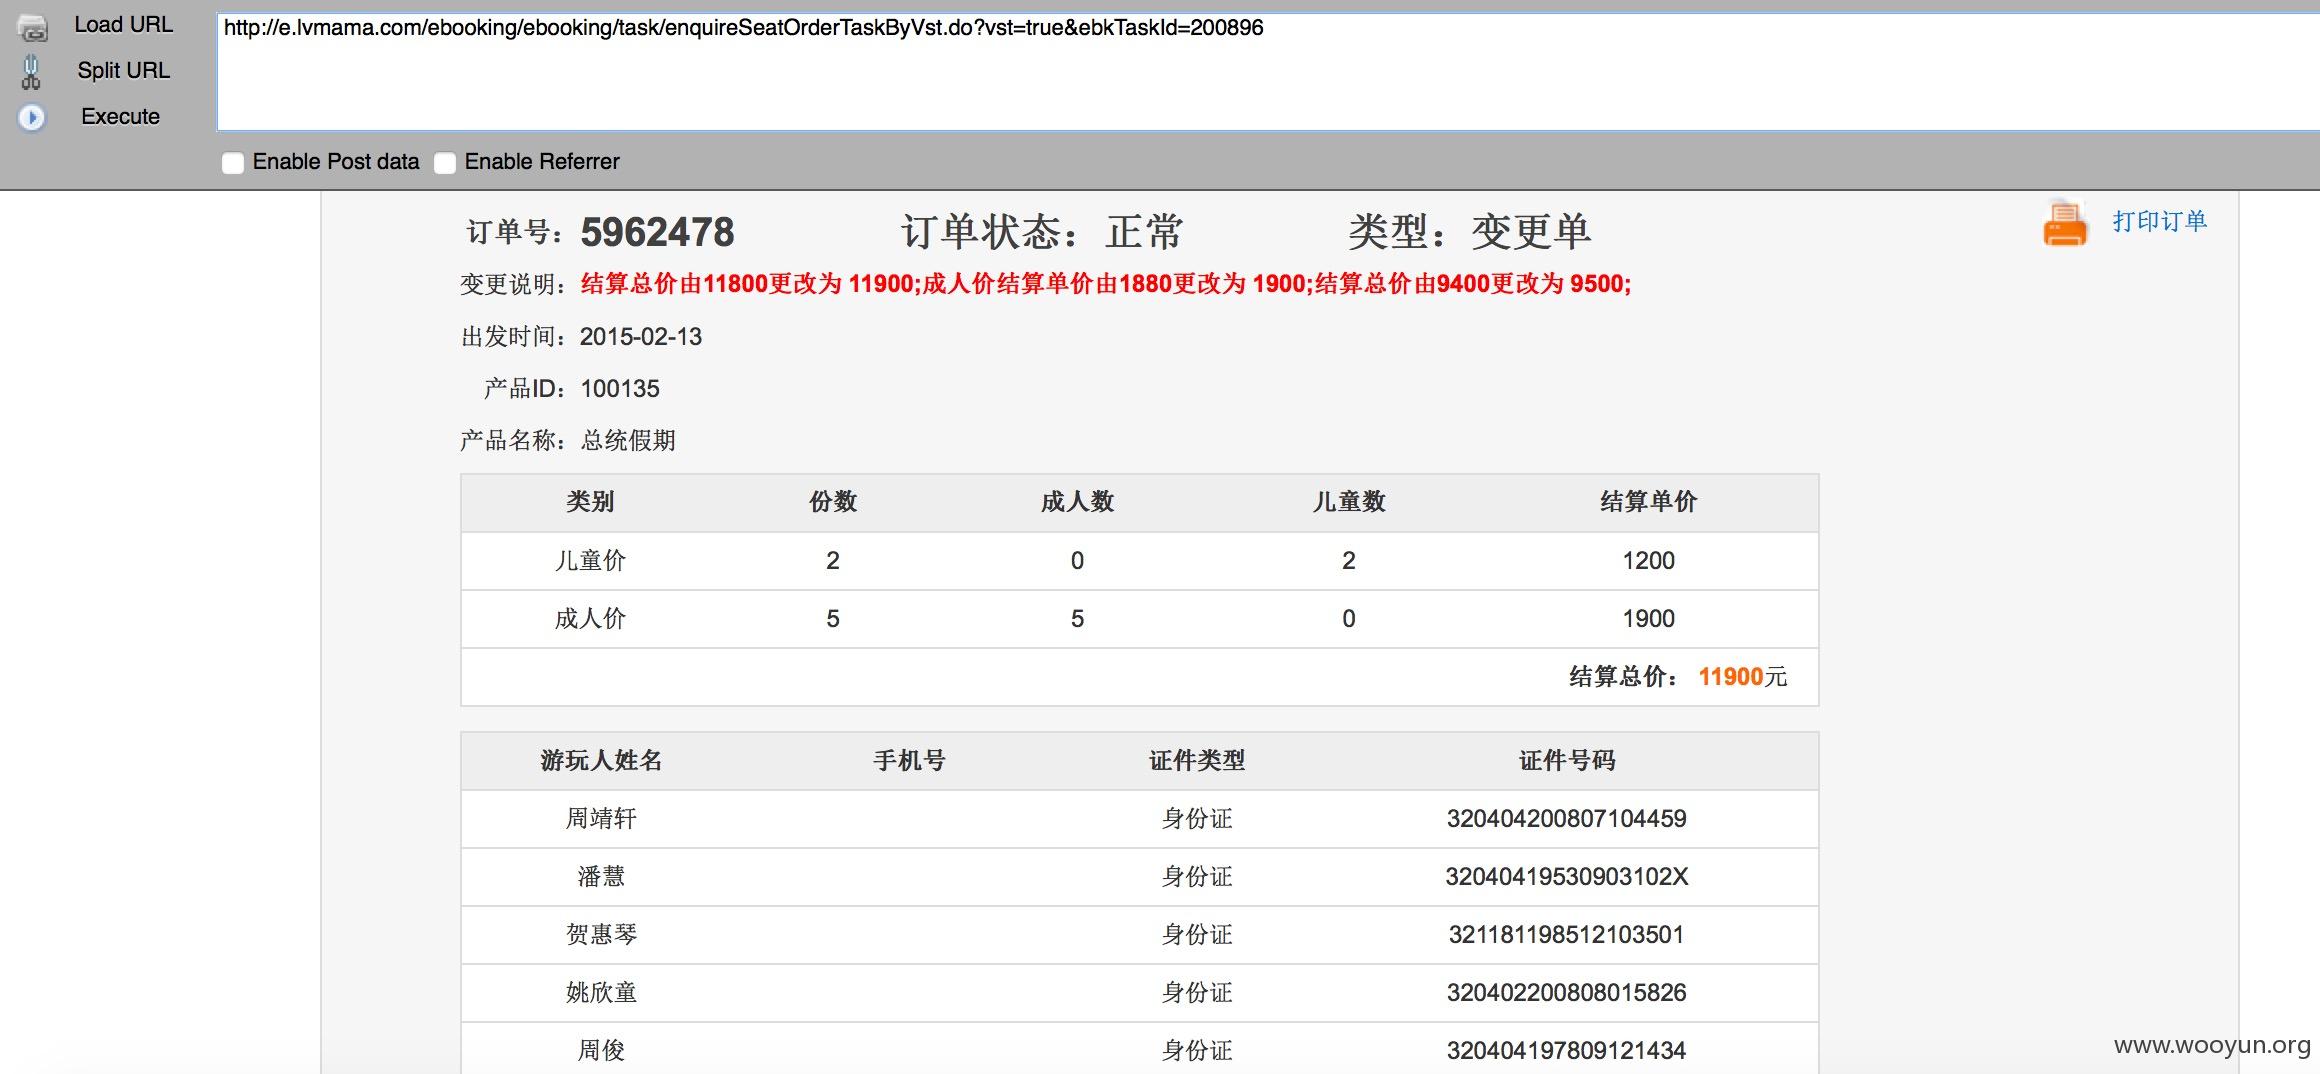 Load URL
http://e.lvmama.com/ebooking/ebooking/task/enquireSeatOrderTaskByVst.do?vst=true&ebkTaskId=200896
Split URL
Execute
Enable Post data Enable Referrer
订单号：5962478 订单状态：正常 类型：变更单 打印订单
变更说明：结算总价由11800更改为 11900;成人价结算单价由1880更改为 1900;结算总价由9400更改为 9500;
出发时间：2015-02-13
产品ID：100135
产品名称：总统假期
类别 份数 成人数 儿童数 结算单价
儿童价 2 0 2 1200
成人价 5 5 0 1900
结算总价： 11900元
游玩人姓名 手机号 证件类型 证件号码
周靖轩 身份证 320404200807104459
潘慧 身份证 32040419530903102X
贺惠琴 身份证 321181198512103501
姚欣童 身份证 320402200808015826
周俊 身份证 320404197809121434
www.wooyun.org